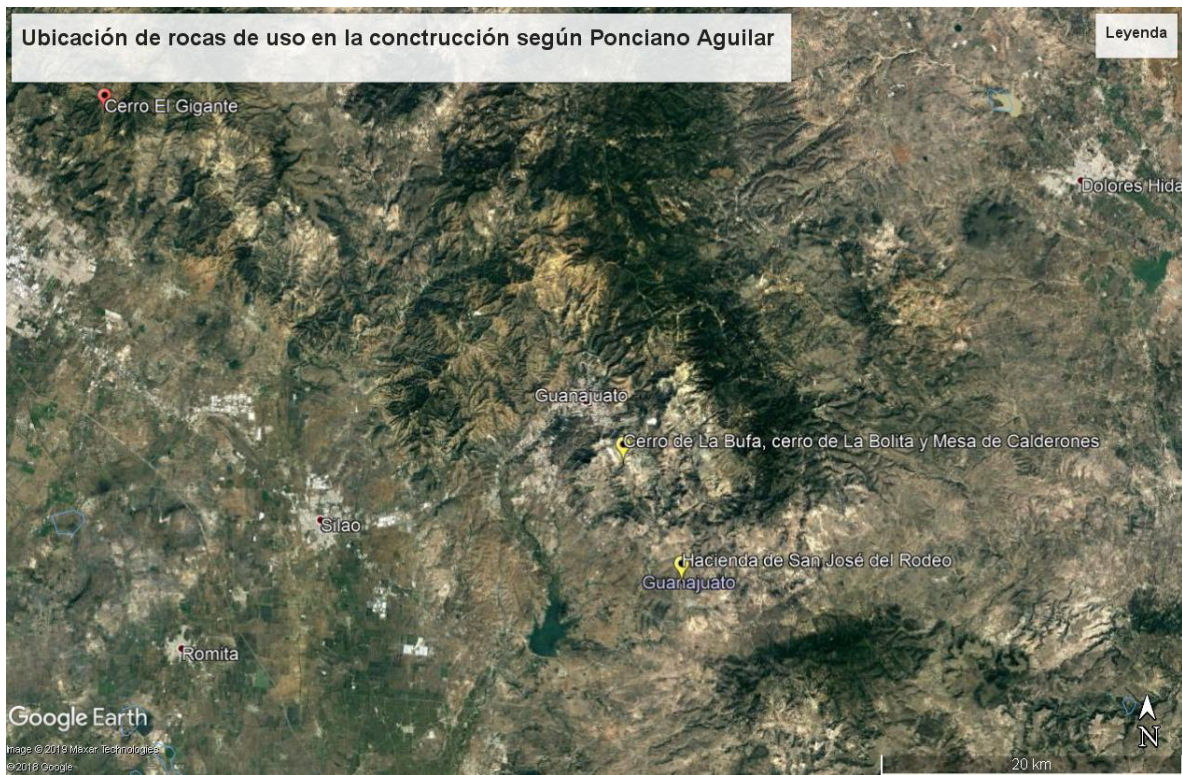 Ubicación de rocas de uso en la construcción según Ponciano Aguilar
Leyenda
Cerro El Gigante
Dolores Hida
Guanajuato
Cerro de La Bufa, cerro de La Bolita y Mesa de Calderones
Silao
Hacienda de San José del Rodeo
Guanajuato
Romita
Google Earth
N
Image © 2019 Maxar Technologies
©2018 Google
20 km